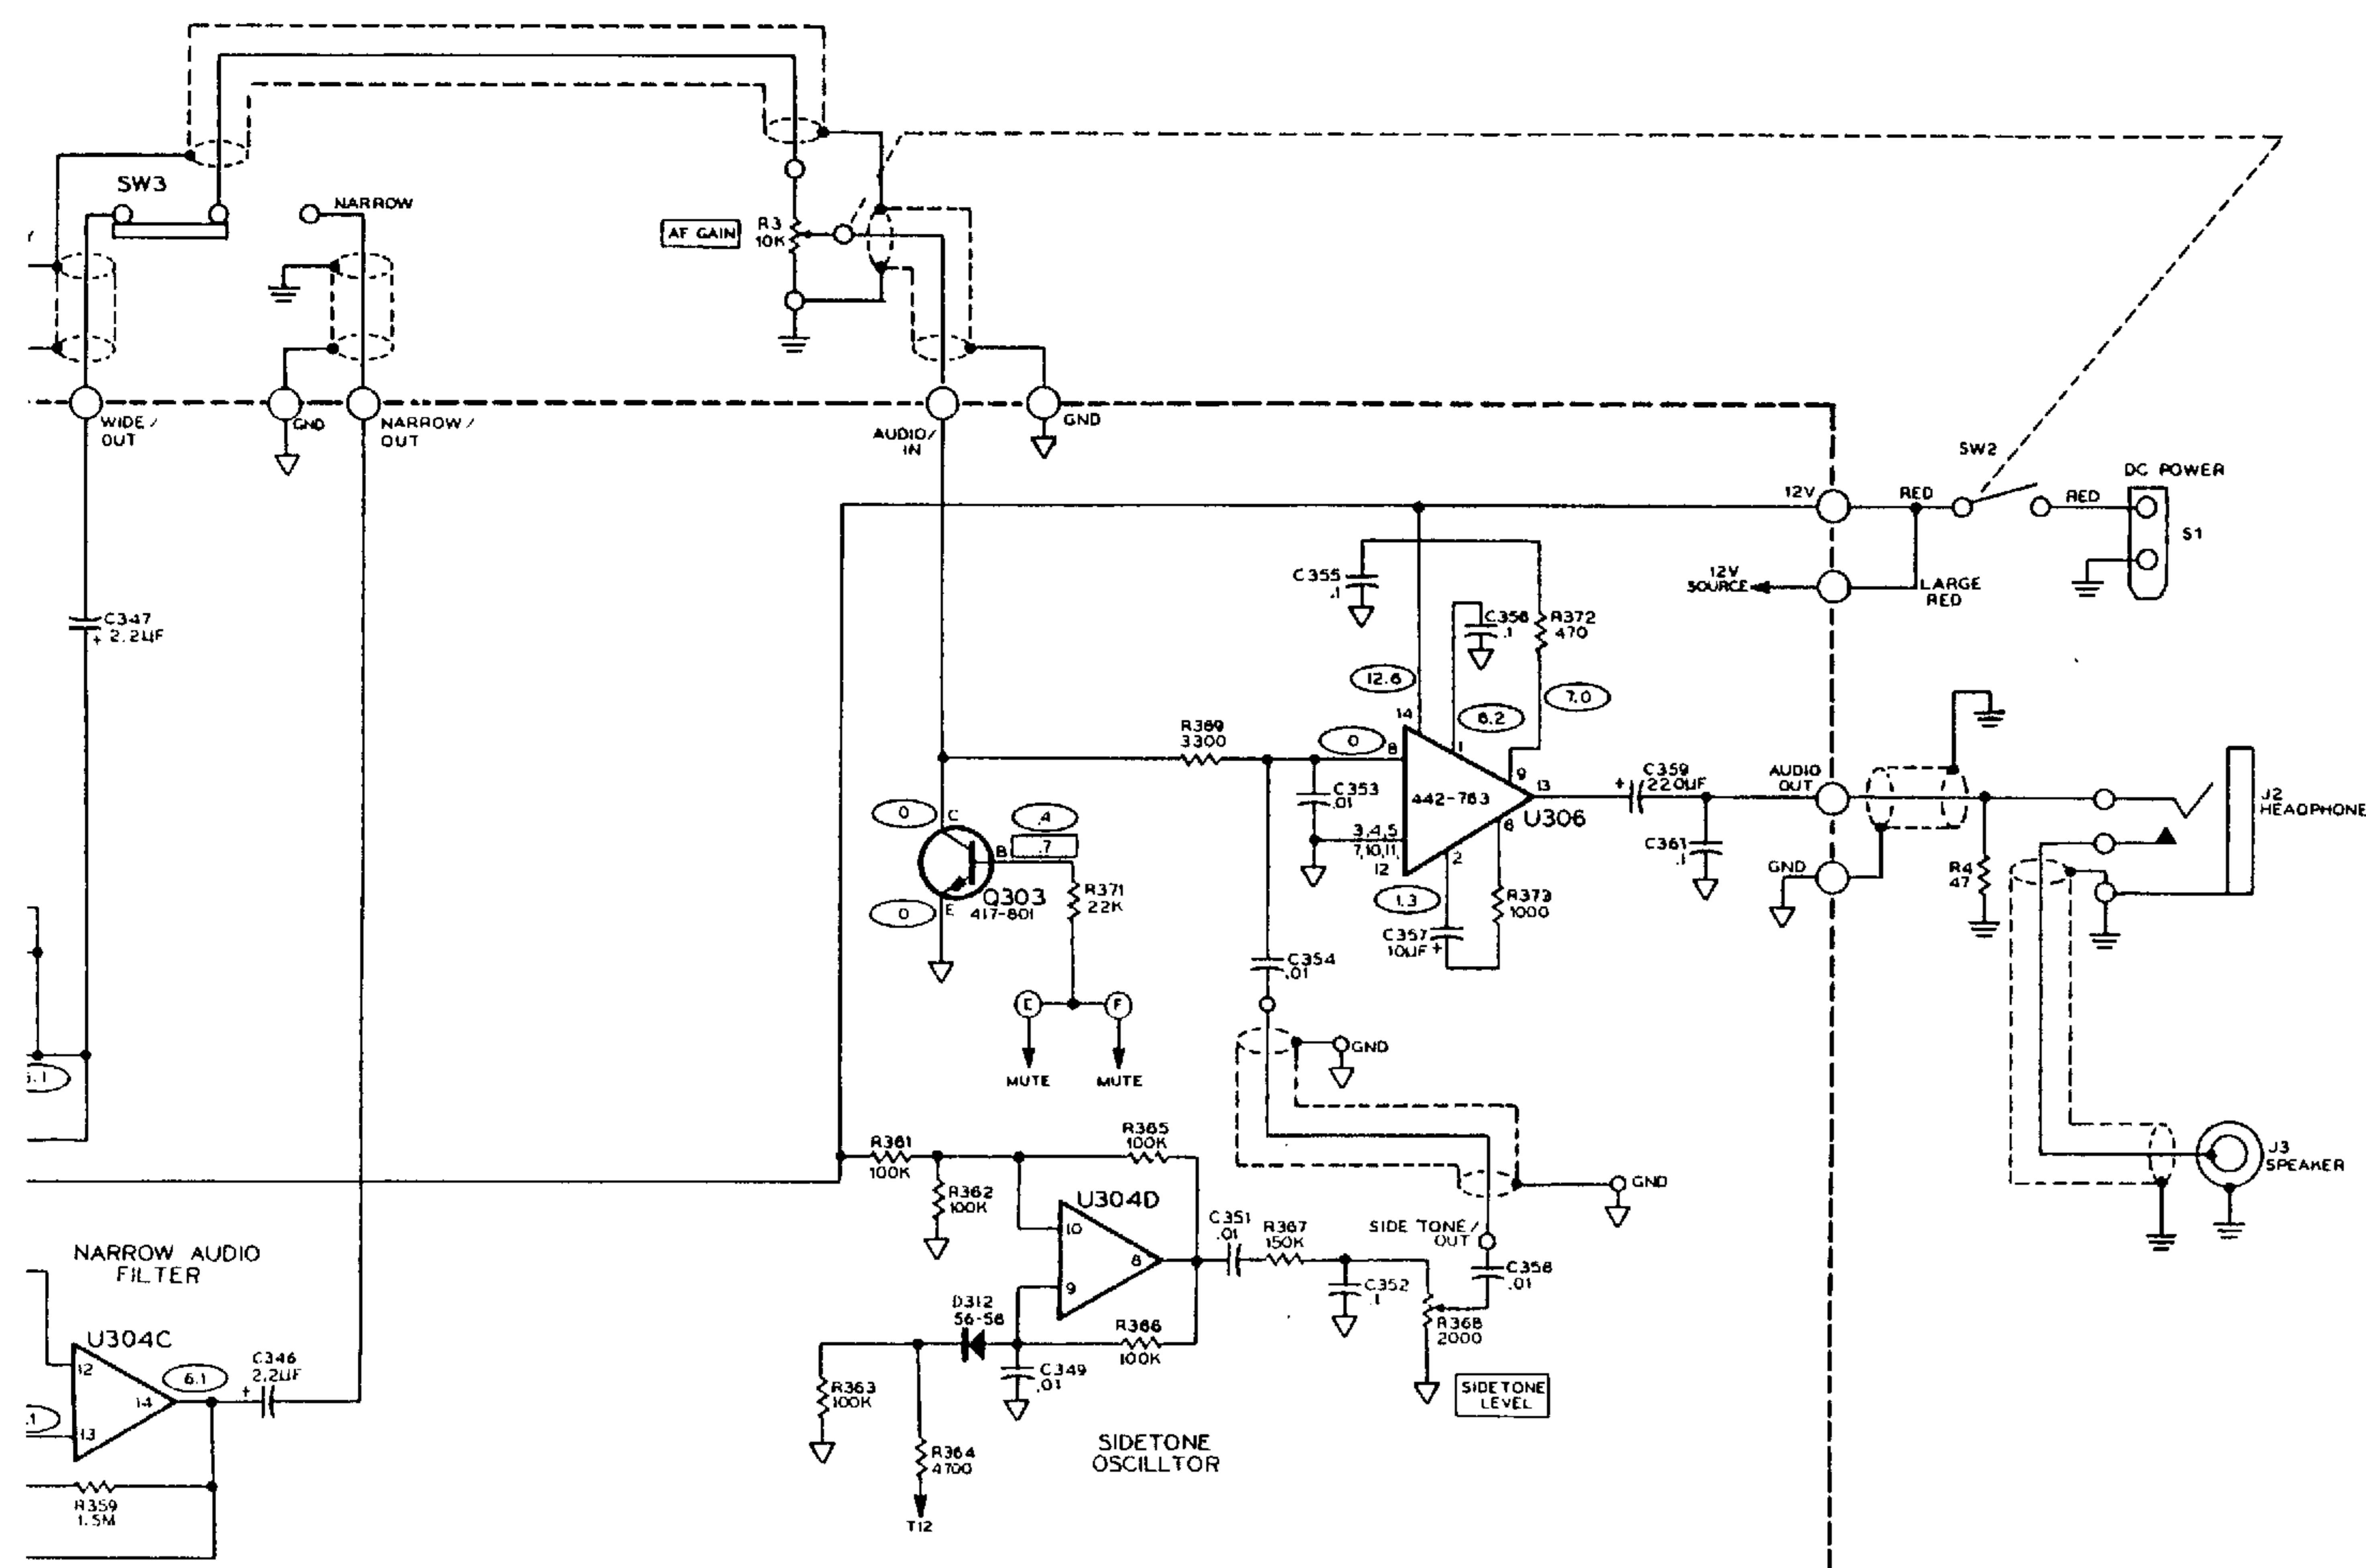 SW3
NARROW
AF GAIN
R3
10K
WIDE/
OUT
GND
NARROW/
OUT
AUDIO/
IN
GND
SW2
DC POWER
12V
RED
RED
S1
12V
SOURCE
LARGE
RED
C355
.1
C356
.1
R372
470
C347
+ 2.2UF
12.6
7.0
6.2
14
1
R369
3300
0
8
9
13
C353
.01
442-763
U306
3,4,5
7,10,11,
12
6
2
+
C359
220UF
AUDIO
OUT
J2
HEADPHONE
C361
.1
GND
R4
47
0
C
.4
.7
B
Q303
417-801
0
E
R371
22K
1.3
C357
10UF +
R373
1000
C354
.01
E
F
MUTE
MUTE
GND
R361
100K
R365
100K
R362
100K
U304D
10
8
9
C351
.01
R367
150K
SIDE TONE/
OUT
GND
J3
SPEAKER
C352
.1
C358
.01
R368
2000
D312
56-56
R366
100K
C349
.01
R363
100K
R364
4700
T12
SIDETONE
LEVEL
SIDETONE
OSCILLTOR
NARROW AUDIO
FILTER
U304C
12
14
13
6.1
C346
2.2UF
+
R359
1.5M